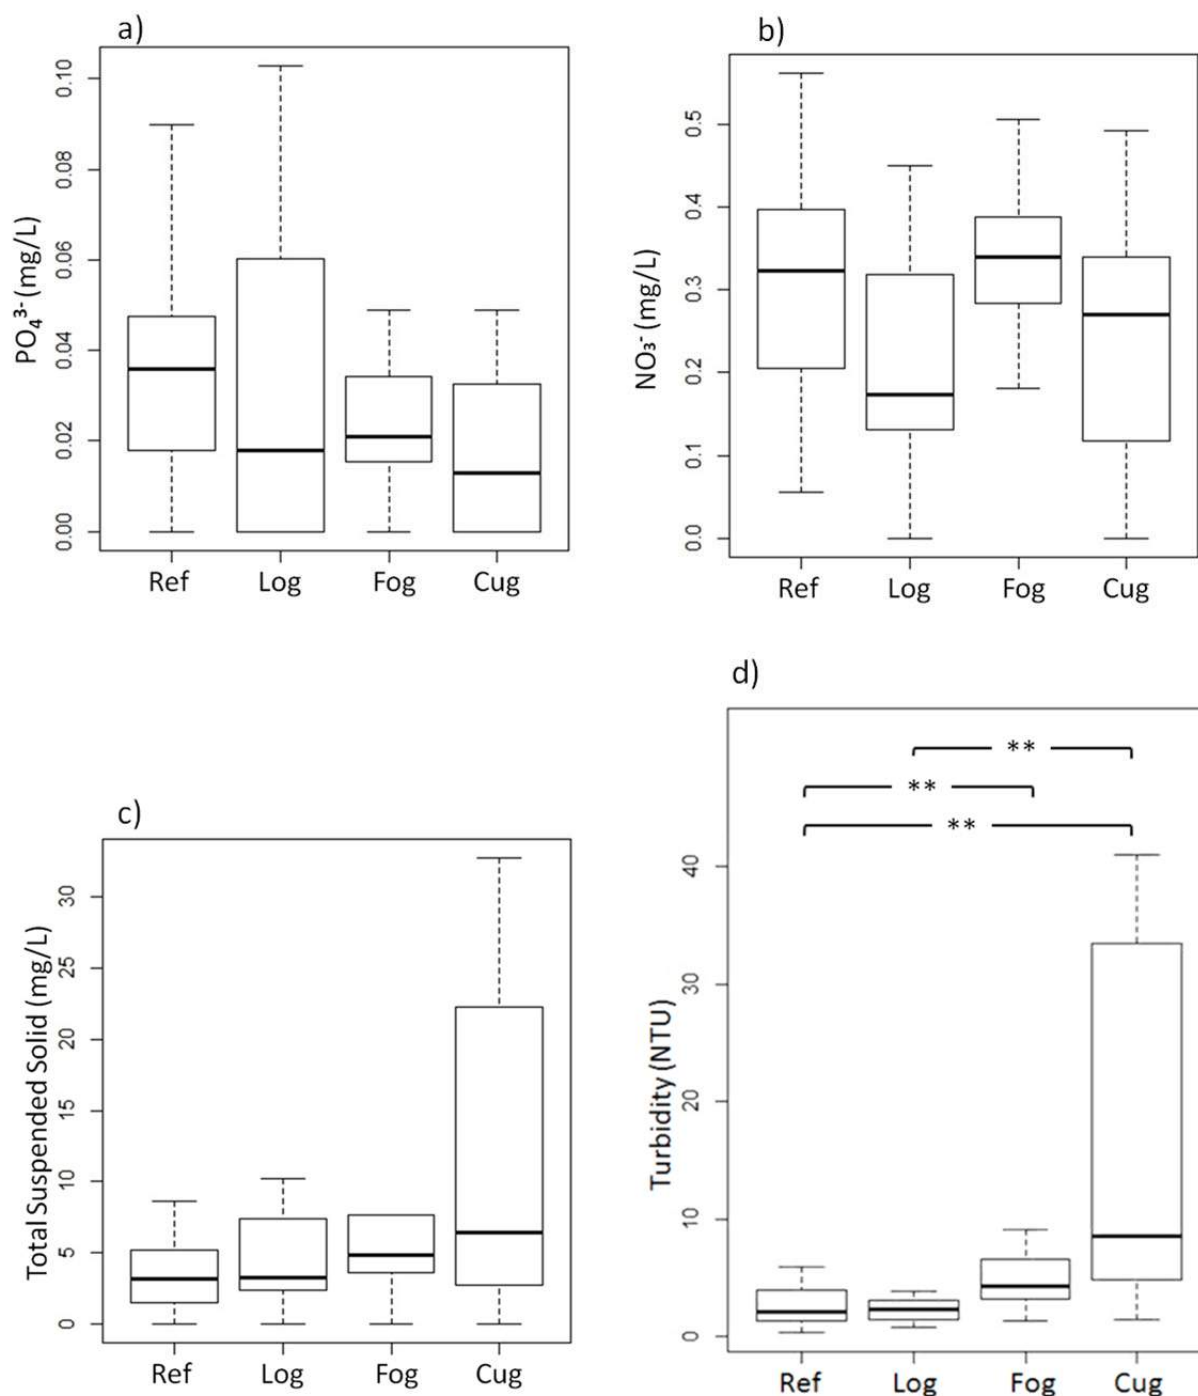 a)
PO₄³⁻ (mg/L)
0.10
0.08
0.06
0.04
0.02
0.00
Ref Log Fog Cug
b)
NO₃⁻ (mg/L)
0.5
0.4
0.3
0.2
0.1
0.0
Ref Log Fog Cug
c)
Total Suspended Solid (mg/L)
30
25
20
15
10
5
0
Ref Log Fog Cug
d)
**
**
**
Turbidity (NTU)
40
30
20
10
0
Ref Log Fog Cug